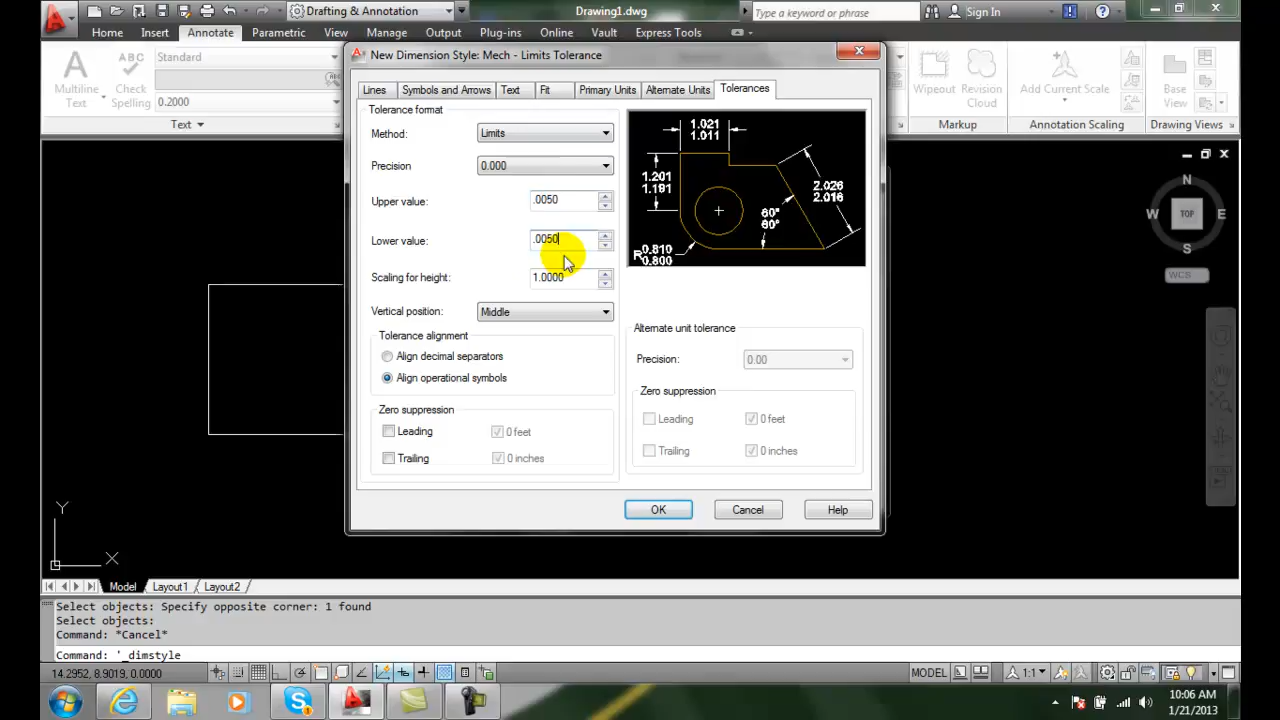 Drafting & Annotation
Drawing1.dwg
Type a keyword or phrase
Sign In
Home
Insert
Annotate
Parametric
View
Manage
Output
Plug-ins
Online
Vault
Express Tools
Multiline Text
Check Spelling
Standard
0.2000
Text
Wipeout
Revision Cloud
Add Current Scale
Base View
Markup
Annotation Scaling
Drawing Views
New Dimension Style: Mech - Limits Tolerance
Lines
Symbols and Arrows
Text
Fit
Primary Units
Alternate Units
Tolerances
Tolerance format
Method:
Limits
Precision
0.000
Upper value:
.0050
Lower value:
.0050
Scaling for height:
1.0000
Vertical position:
Middle
Tolerance alignment
Align decimal separators
Align operational symbols
Zero suppression
Leading
0 feet
Trailing
0 inches
1.021
1.011
1.201
1.191
2.026
2.016
60°
60°
R0.810
0.800
Alternate unit tolerance
Precision:
0.00
Zero suppression
Leading
0 feet
Trailing
0 inches
OK
Cancel
Help
N
W
TOP
E
S
WCS
Y
X
Model
Layout1
Layout2
Select objects: Specify opposite corner: 1 found
Select objects:
Command: *Cancel*
Command: '_dimstyle
14.2952, 8.9019, 0.0000
MODEL
1:1
10:06 AM
1/21/2013